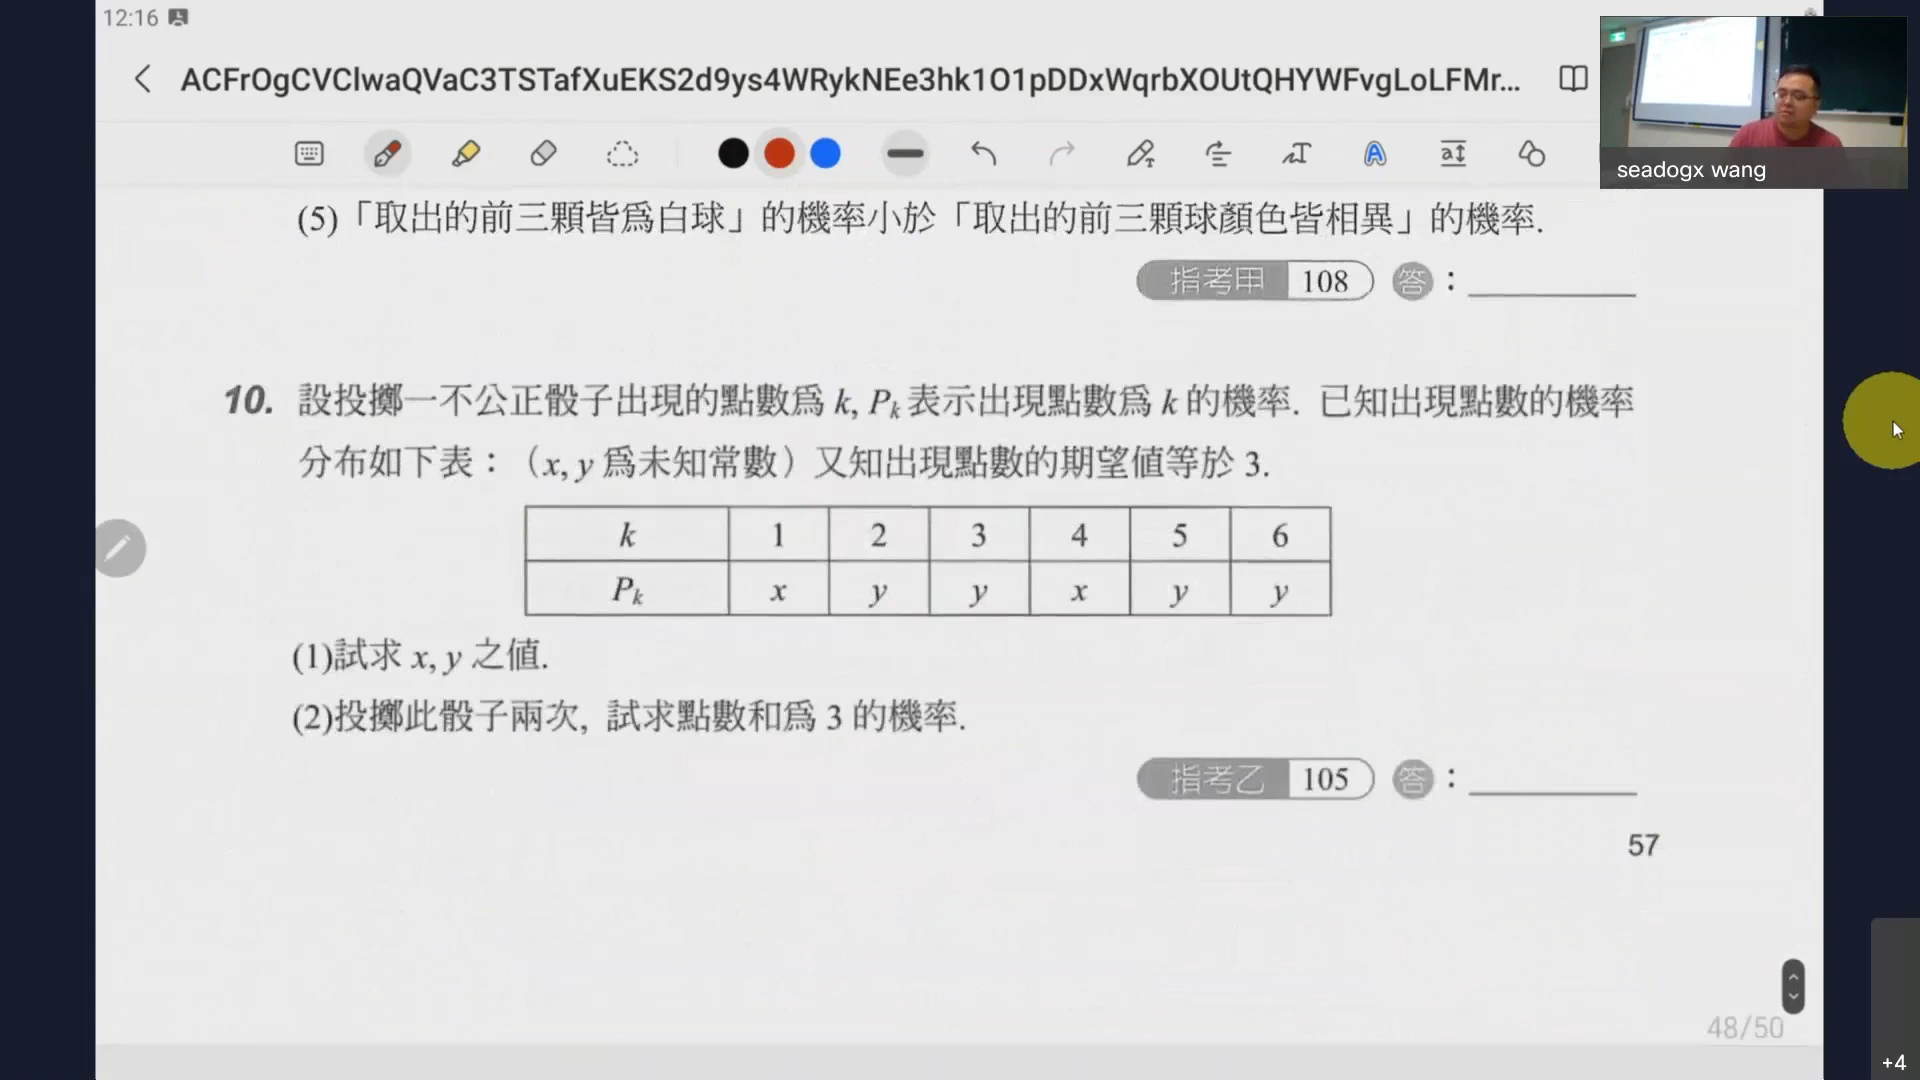 12:16
ACFrOgCVClwaQVaC3TSTafXuEKS2d9ys4WRykNEe3hk1O1pDDxWqrbXOUtQHYWFvgLoLFMr...
seadogx wang
(5)「取出的前三顆皆為白球」的機率小於「取出的前三顆球顏色皆相異」的機率.
指考甲 108 答：
10. 設投擲一不公正骰子出現的點數為 k, Pk 表示出現點數為 k 的機率. 已知出現點數的機率
分布如下表：（x, y 為未知常數）又知出現點數的期望值等於 3.
k 1 2 3 4 5 6
Pk x y y x y y
(1)試求 x, y 之值.
(2)投擲此骰子兩次, 試求點數和為 3 的機率.
指考乙 105 答：
57
48/50
+4